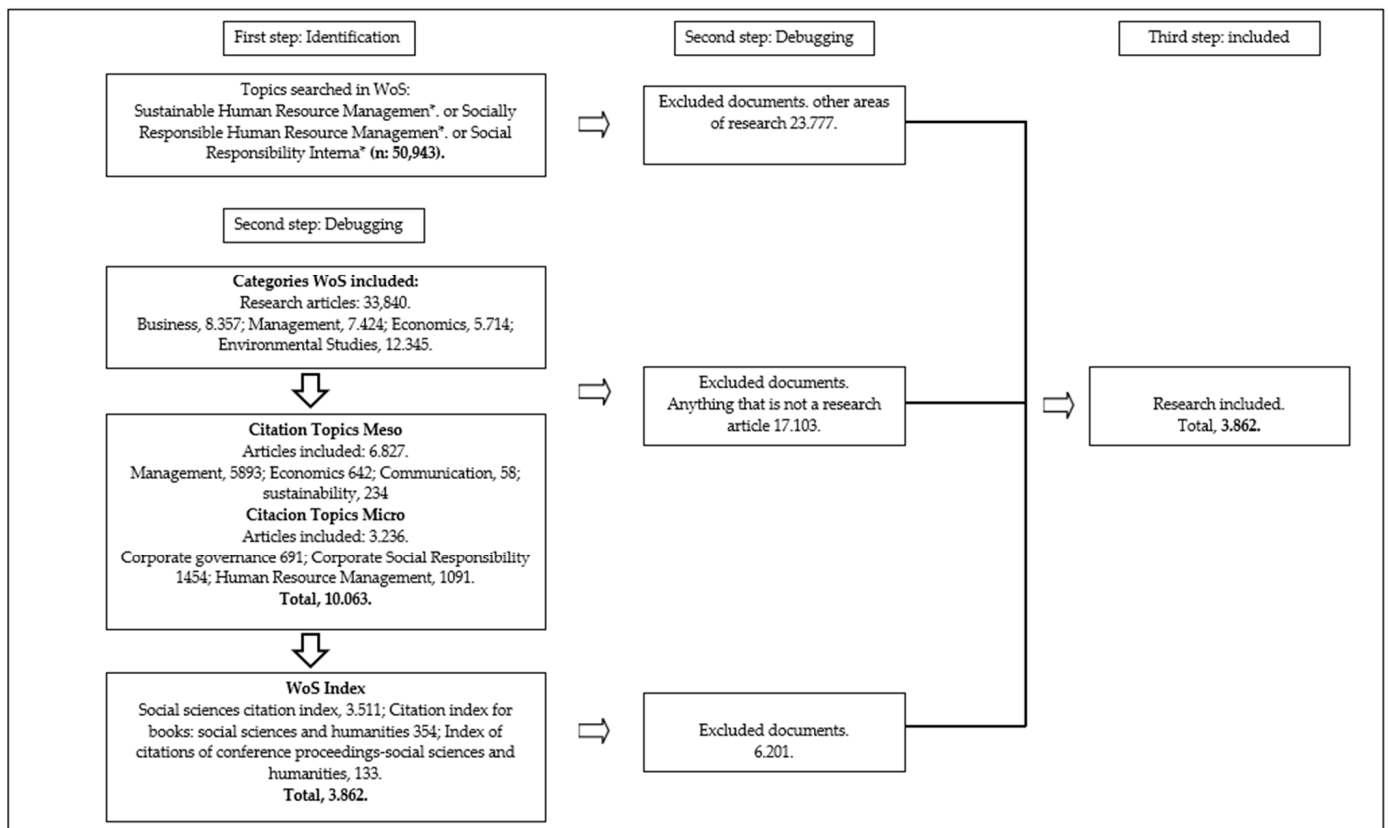 First step: Identification
Second step: Debugging
Third step: included
Topics searched in WoS:
Sustainable Human Resource Managemen*. or Socially
Responsible Human Resource Managemen*. or Social
Responsibility Interna* (n: 50,943).
Excluded documents. other areas
of research 23.777.
Second step: Debugging
Categories WoS included:
Research articles: 33,840.
Business, 8.357; Management, 7.424; Economics, 5.714;
Environmental Studies, 12.345.
Excluded documents.
Anything that is not a research
article 17.103.
Research included.
Total, 3.862.
Citation Topics Meso
Articles included: 6.827.
Management, 5893; Economics 642; Communication, 58;
sustainability, 234
Citacion Topics Micro
Articles included: 3.236.
Corporate governance 691; Corporate Social Responsibility
1454; Human Resource Management, 1091.
Total, 10.063.
WoS Index
Social sciences citation index, 3.511; Citation index for
books: social sciences and humanities 354; Index of
citations of conference proceedings-social sciences and
humanities, 133.
Total, 3.862.
Excluded documents.
6.201.